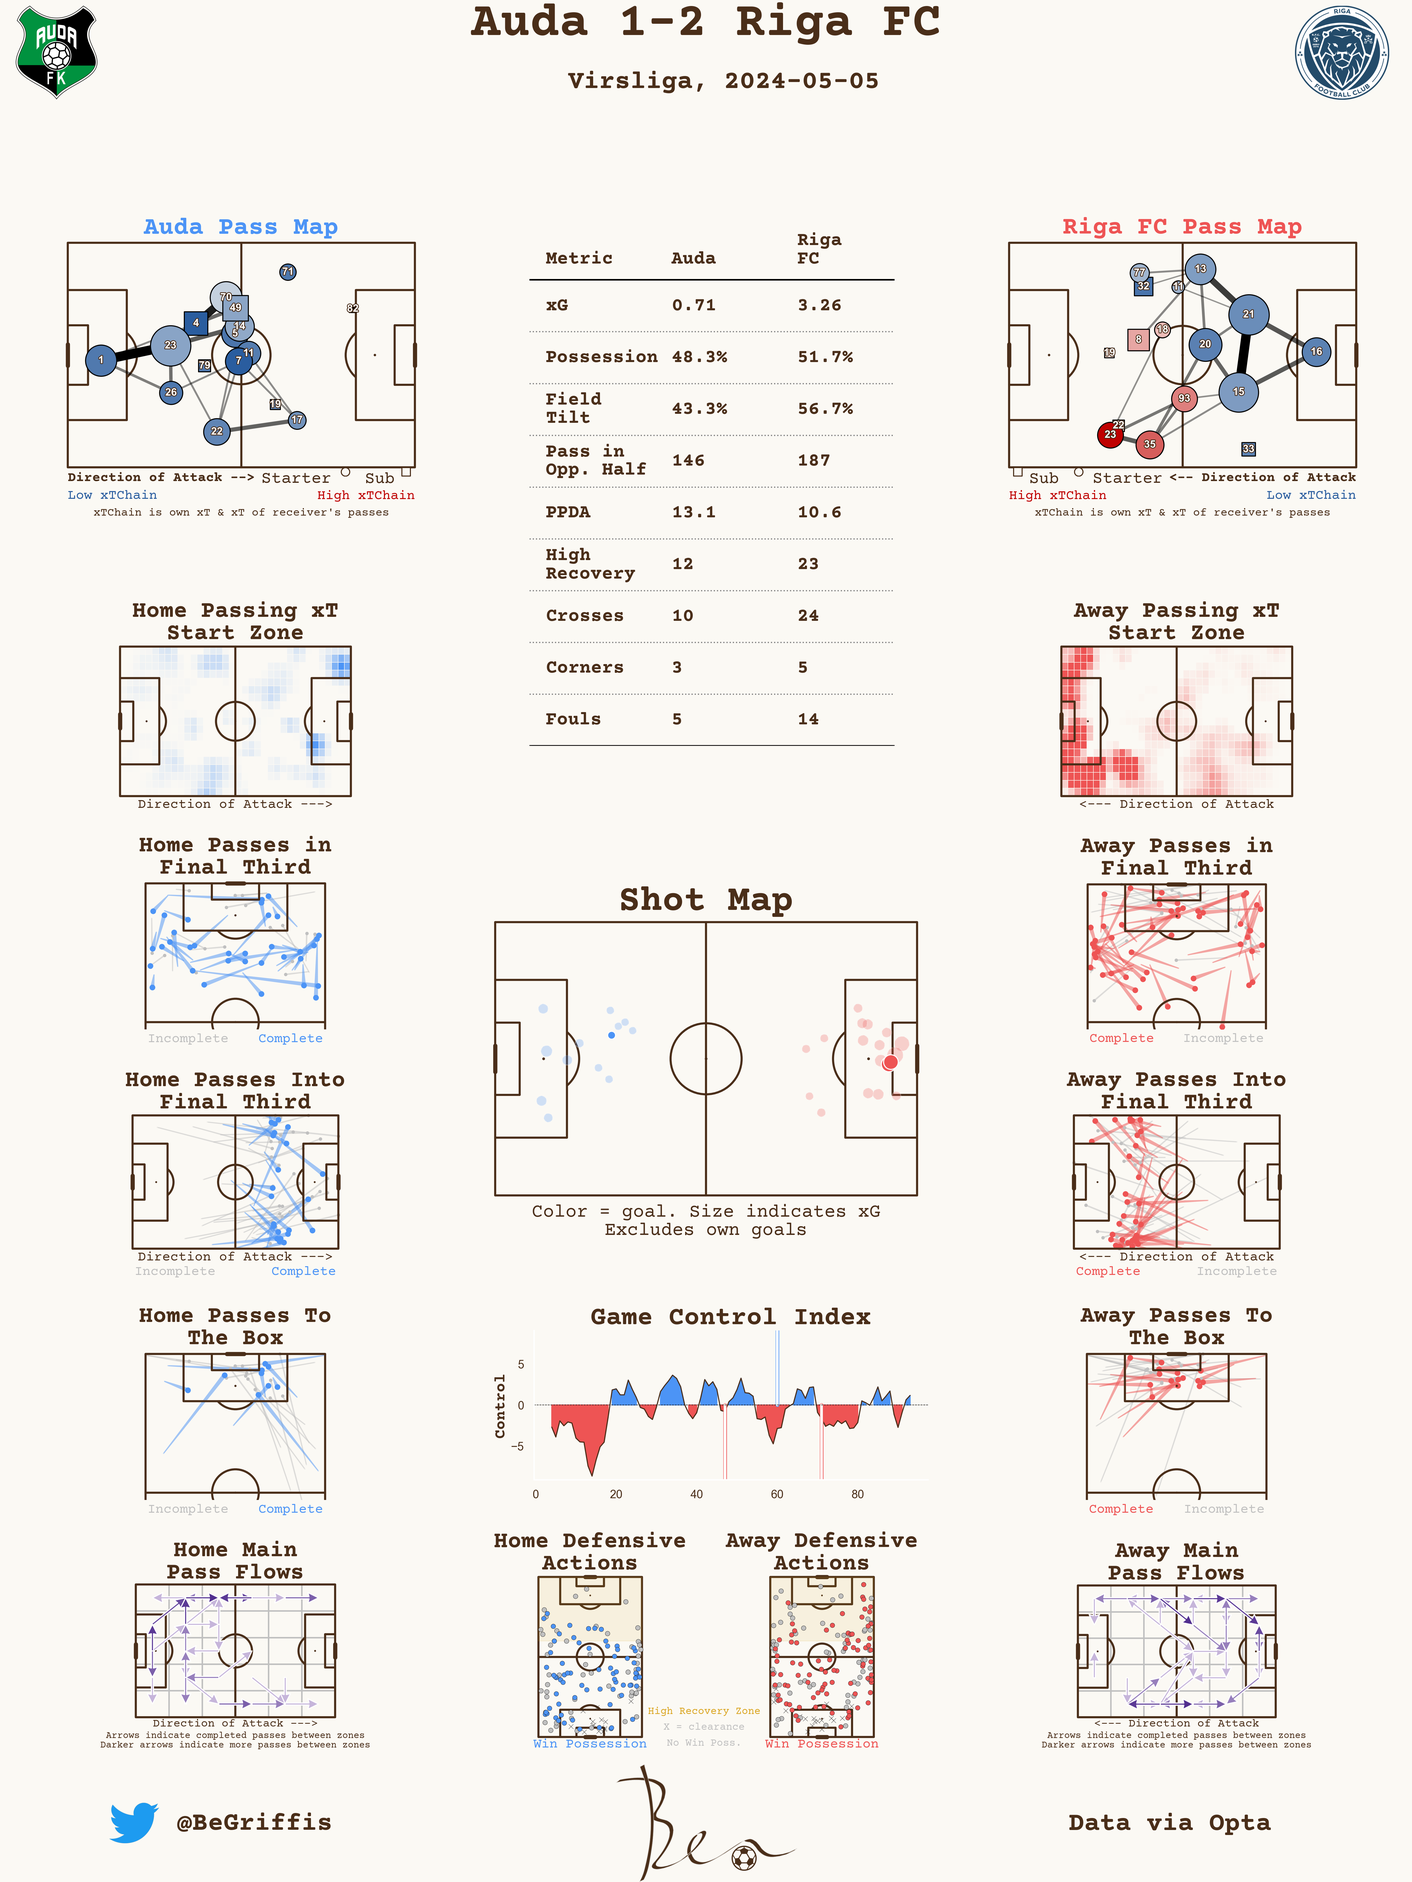 Auda 1-2 Riga FC
Virsliga, 2024-05-05
AUDA
FK
RIGA
FOOTBALL CLUB
Auda Pass Map
1
23
26
4
70
49
14
5
11
7
79
22
19
17
71
82
Direction of Attack --> Starter Sub
Low xTChain High xTChain
xTChain is own xT & xT of receiver's passes
Metric Auda Riga FC
xG 0.71 3.26
Possession 48.3% 51.7%
Field Tilt 43.3% 56.7%
Pass in Opp. Half 146 187
PPDA 13.1 10.6
High Recovery 12 23
Crosses 10 24
Corners 3 5
Fouls 5 14
Riga FC Pass Map
77
32
11
13
21
18
8
19
20
16
15
93
22
23
35
33
Sub Starter <-- Direction of Attack
High xTChain Low xTChain
xTChain is own xT & xT of receiver's passes
Home Passing xT
Start Zone
Direction of Attack --->
Away Passing xT
Start Zone
<--- Direction of Attack
Home Passes in
Final Third
Incomplete Complete
Away Passes in
Final Third
Complete Incomplete
Shot Map
Color = goal. Size indicates xG
Excludes own goals
Home Passes Into
Final Third
Direction of Attack --->
Incomplete Complete
Away Passes Into
Final Third
<--- Direction of Attack
Complete Incomplete
Home Passes To
The Box
Incomplete Complete
Game Control Index
Control
5
0
−5
0 20 40 60 80
Away Passes To
The Box
Complete Incomplete
Home Main
Pass Flows
Direction of Attack --->
Arrows indicate completed passes between zones
Darker arrows indicate more passes between zones
Home Defensive
Actions
Win Possession
High Recovery Zone
X = clearance
No Win Poss.
Away Defensive
Actions
Win Possession
Away Main
Pass Flows
<--- Direction of Attack
Arrows indicate completed passes between zones
Darker arrows indicate more passes between zones
@BeGriffis
Ben
Data via Opta